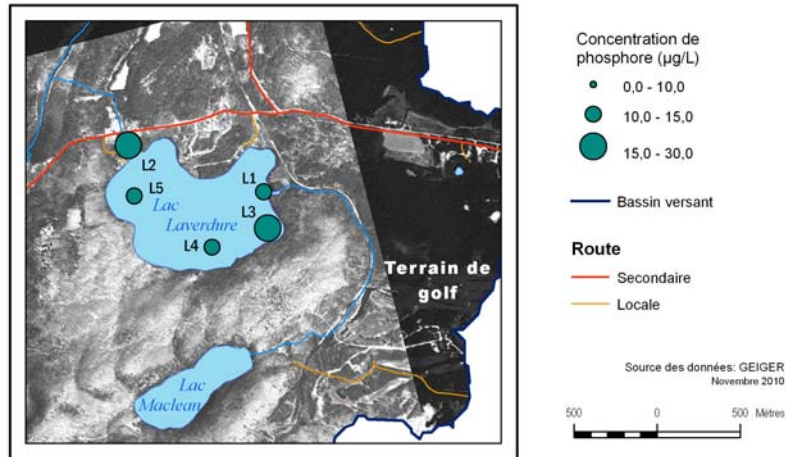 L2
L5
L1
Lac
Laverdure
L3
L4
Terrain de
golf
Lac
Maclean
Concentration de
phosphore (µg/L)
0,0 - 10,0
10,0 - 15,0
15,0 - 30,0
Bassin versant
Route
Secondaire
Locale
Source des données: GEIGER
Novembre 2010
500 0 500 Mètres